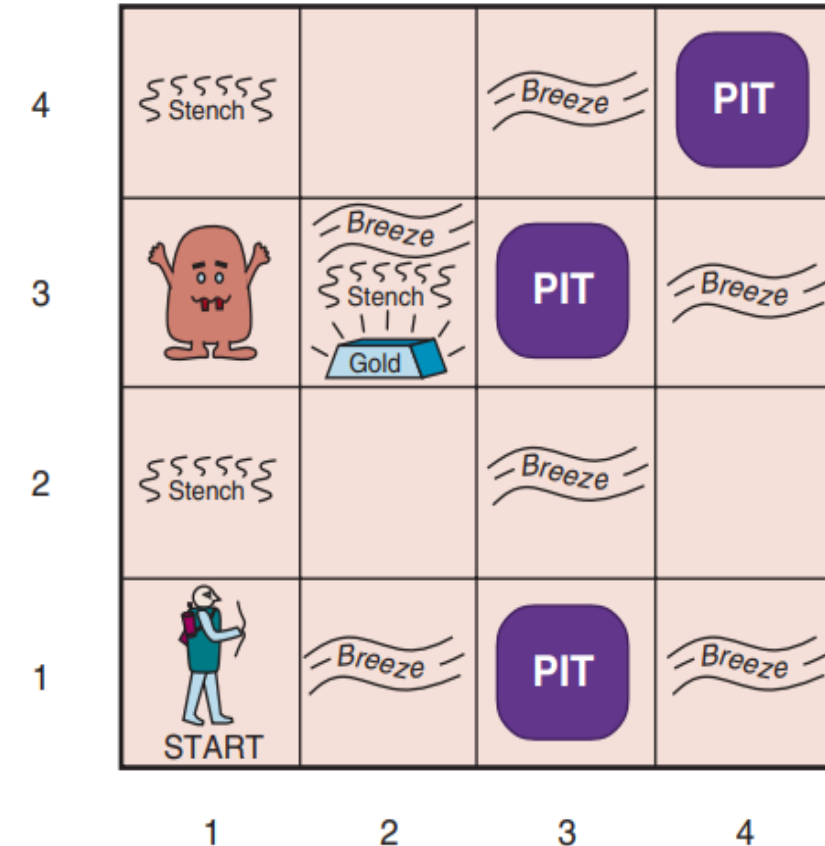 4
Stench
Breeze
PIT
3
Breeze
Stench
Gold
PIT
Breeze
2
Stench
Breeze
1
START
Breeze
PIT
Breeze
1 2 3 4